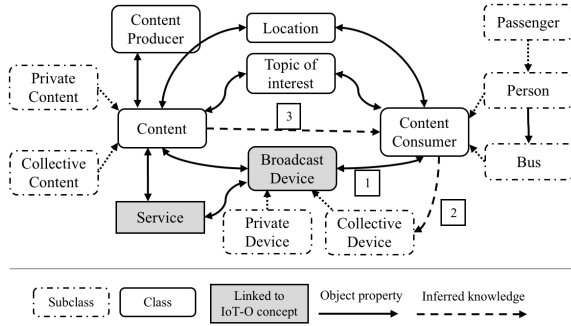 Content
Producer
Location
Passenger
Private
Content
Topic of
interest
Person
3
Content
Content
Consumer
Collective
Content
Broadcast
Device
Bus
1
Service
Private
Device
Collective
Device
2
Subclass
Class
Linked to
IoT-O concept
Object property
Inferred knowledge